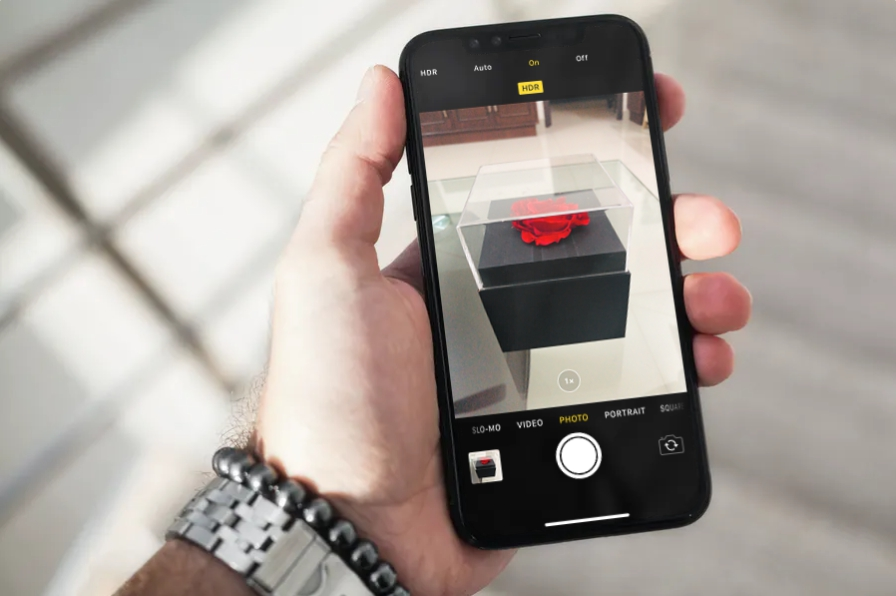 HDR Auto On Off
HDR
1x
SLO-MO VIDEO PHOTO PORTRAIT